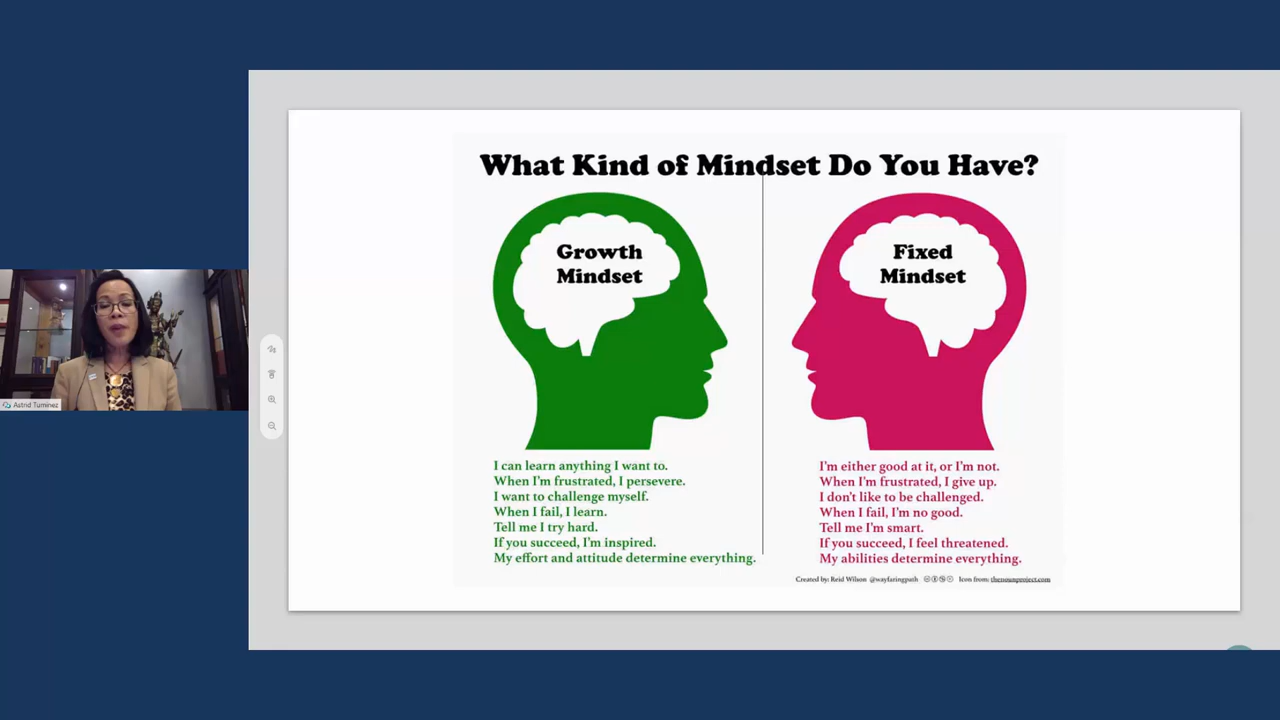 What Kind of Mindset Do You Have?
Growth
Mindset
Fixed
Mindset
I can learn anything I want to.
When I'm frustrated, I persevere.
I want to challenge myself.
When I fail, I learn.
Tell me I try hard.
If you succeed, I'm inspired.
My effort and attitude determine everything.
I'm either good at it, or I'm not.
When I'm frustrated, I give up.
I don't like to be challenged.
When I fail, I'm no good.
Tell me I'm smart.
If you succeed, I feel threatened.
My abilities determine everything.
Created by: Reid Wilson @wayfaringpath Icon from: thenounproject.com
Astrid Tuminez